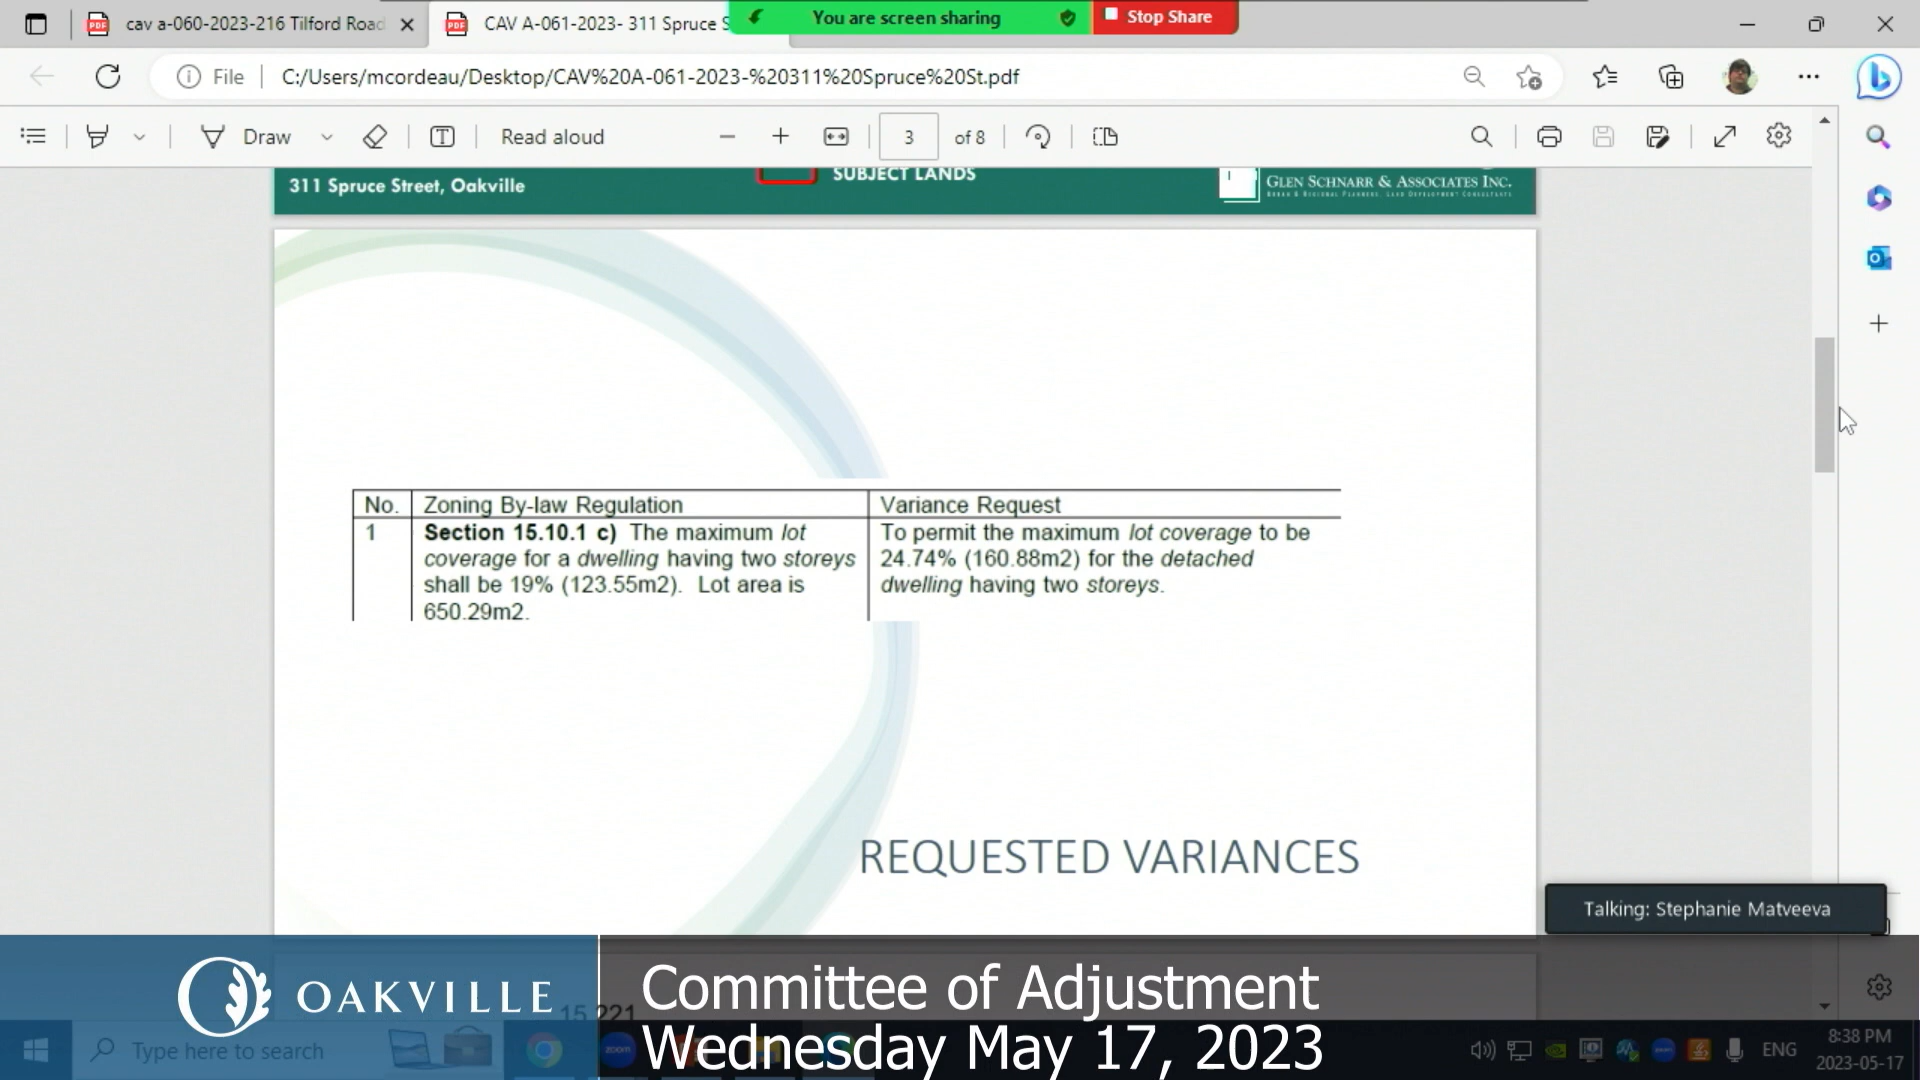 cav a-060-2023-216 Tilford Road
CAV A-061-2023- 311 Spruce S
You are screen sharing
Stop Share
File
C:/Users/mcordeau/Desktop/CAV%20A-061-2023-%20311%20Spruce%20St.pdf
Draw
Read aloud
3 of 8
311 Spruce Street, Oakville
SUBJECT LANDS
GLEN SCHNARR & ASSOCIATES INC.
No. Zoning By-law Regulation Variance Request
1 Section 15.10.1 c) The maximum lot To permit the maximum lot coverage to be
coverage for a dwelling having two storeys 24.74% (160.88m2) for the detached
shall be 19% (123.55m2). Lot area is dwelling having two storeys.
650.29m2.
REQUESTED VARIANCES
Talking: Stephanie Matveeva
OAKVILLE
Committee of Adjustment
Wednesday May 17, 2023
15,221
Type here to search
zoom
ENG
8:38 PM
2023-05-17